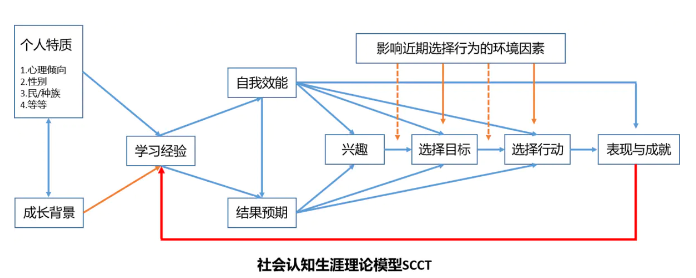 影响近期选择行为的环境因素
个人特质
1.心理倾向
2.性别
3.民/种族
4.等等
自我效能
学习经验
兴趣
选择目标
选择行动
表现与成就
成长背景
结果预期
社会认知生涯理论模型SCCT